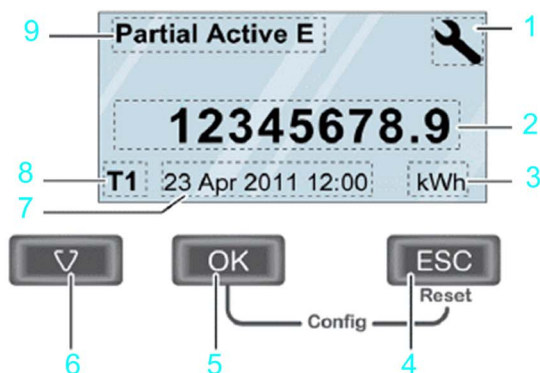 9 Partial Active E 1
12345678.9 2
8 T1 23 Apr 2011 12:00 kWh 3
7
OK ESC
Reset
Config
6 5 4